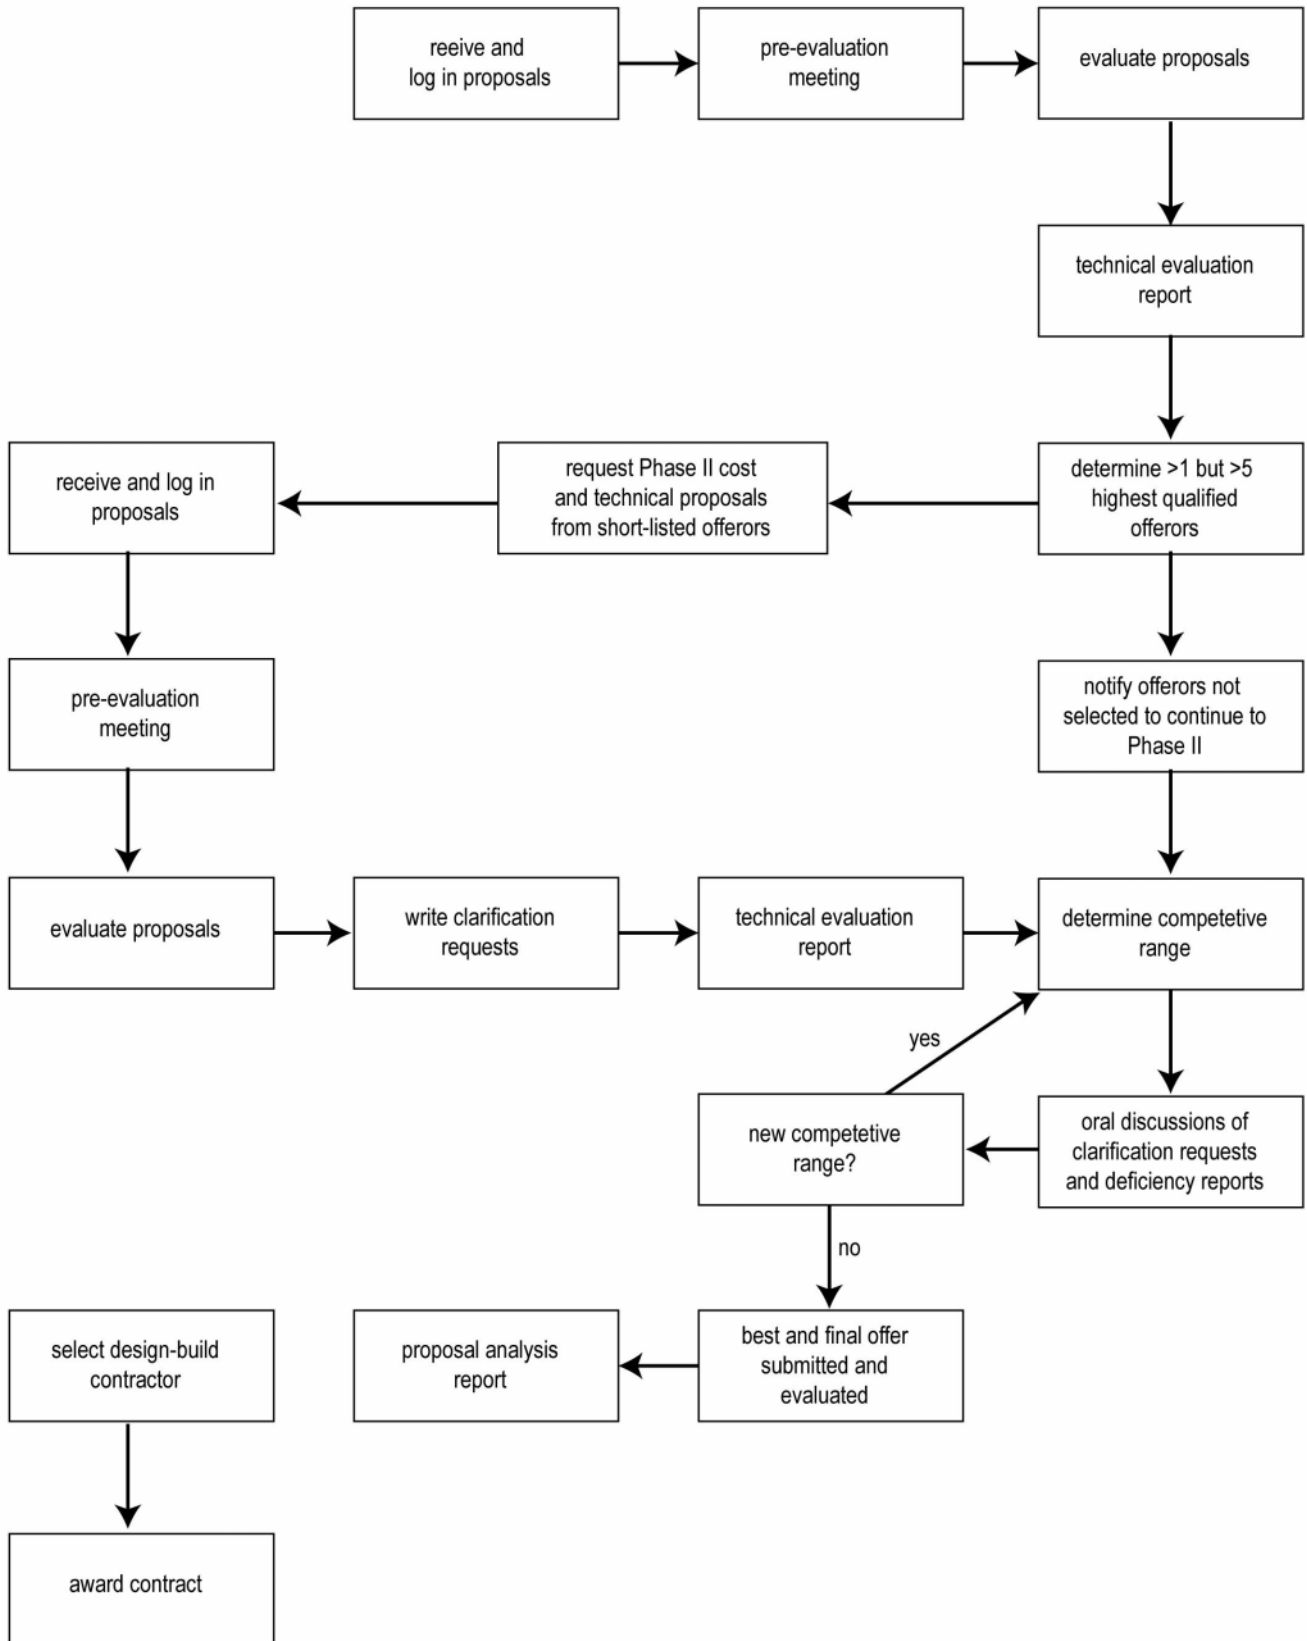 reeive and
log in proposals
pre-evaluation
meeting
evaluate proposals
technical evaluation
report
determine >1 but >5
highest qualified
offerors
request Phase II cost
and technical proposals
from short-listed offerors
receive and log in
proposals
pre-evaluation
meeting
notify offerors not
selected to continue to
Phase II
evaluate proposals
write clarification
requests
technical evaluation
report
determine competetive
range
yes
oral discussions of
clarification requests
and deficiency reports
new competetive
range?
no
best and final offer
submitted and
evaluated
proposal analysis
report
select design-build
contractor
award contract